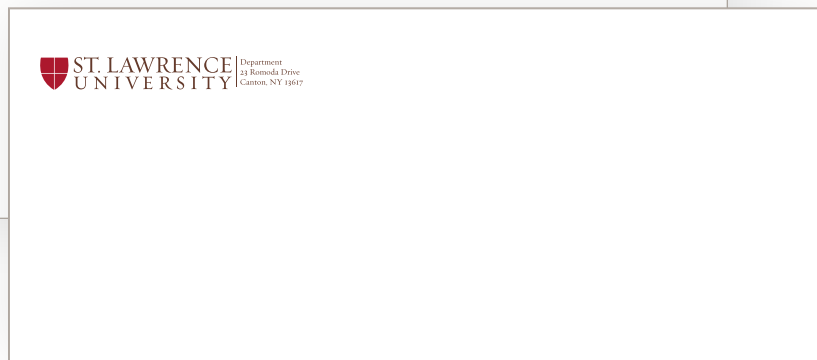 ST. LAWRENCE
UNIVERSITY
Department
23 Romoda Drive
Canton, NY 13617